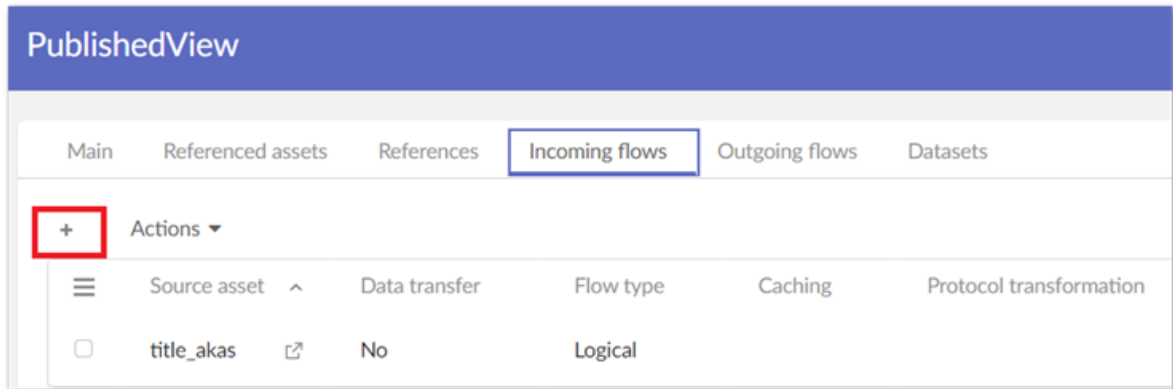 PublishedView
Main Referenced assets References Incoming flows Outgoing flows Datasets
+ Actions
Source asset Data transfer Flow type Caching Protocol transformation
title_akas No Logical